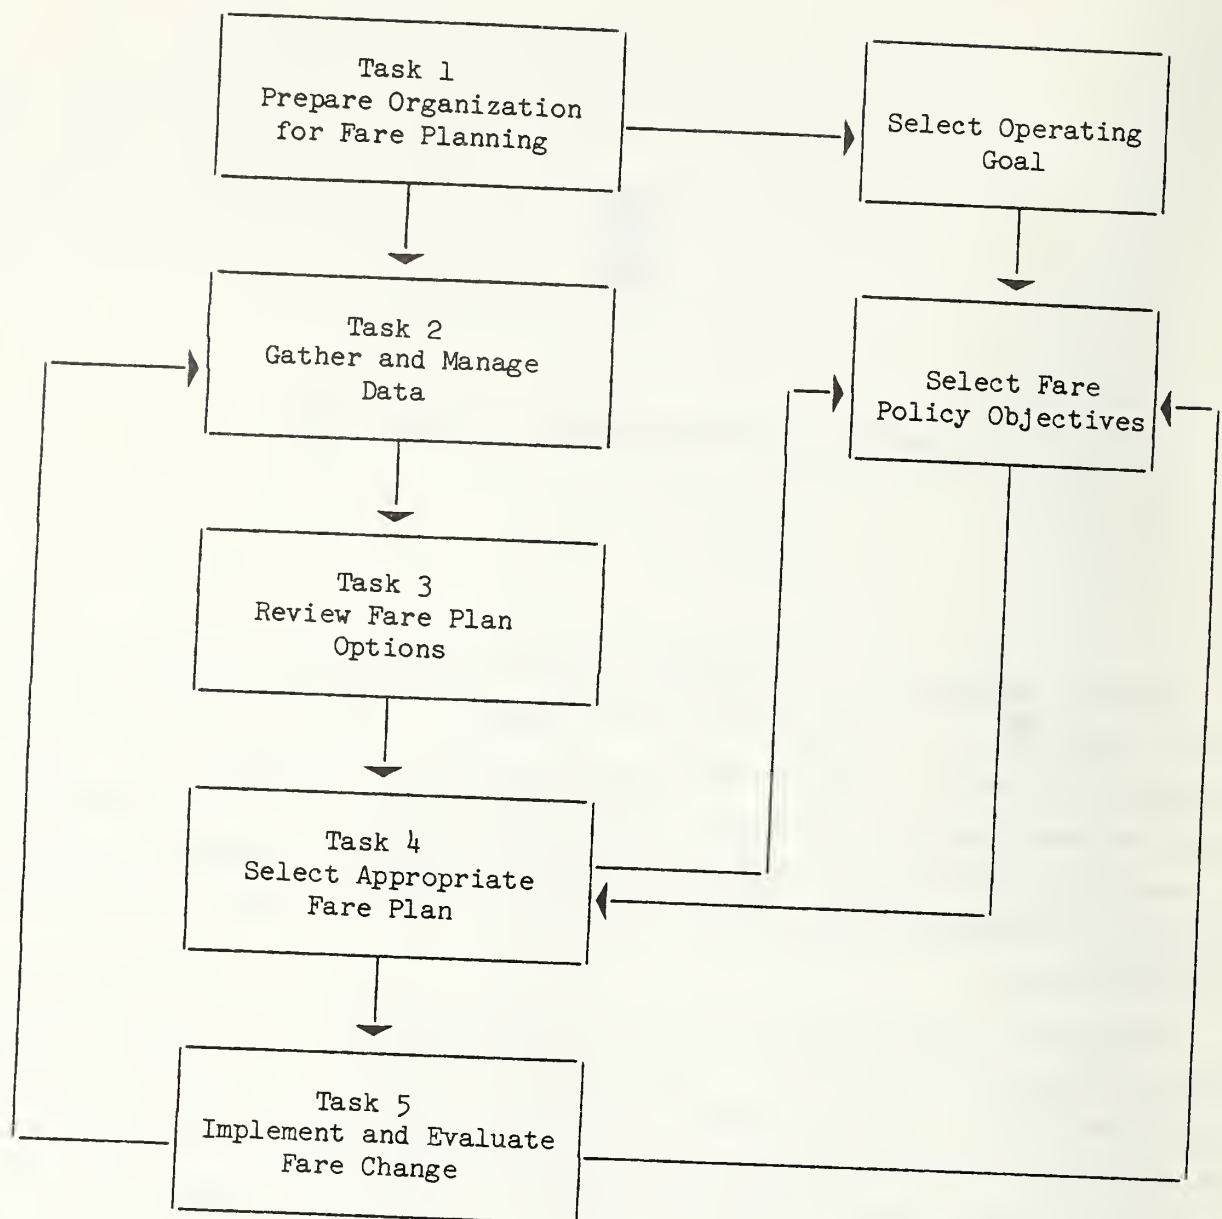 Task 1
Prepare Organization
for Fare Planning
Select Operating
Goal
Task 2
Gather and Manage
Data
Select Fare
Policy Objectives
Task 3
Review Fare Plan
Options
Task 4
Select Appropriate
Fare Plan
Task 5
Implement and Evaluate
Fare Change